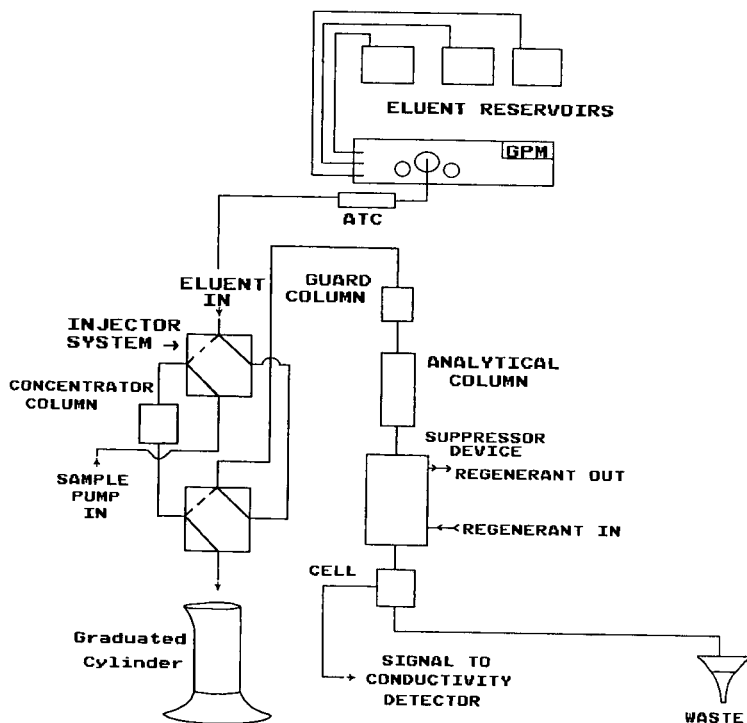 ELUENT RESERVOIRS
GPM
ATC
ELUENT
IN
GUARD
COLUMN
INJECTOR
SYSTEM
ANALYTICAL
COLUMN
CONCENTRATOR
COLUMN
SUPPRESSOR
DEVICE
REGENERANT OUT
SAMPLE
PUMP
IN
REGENERANT IN
CELL
Graduated
Cylinder
SIGNAL TO
CONDUCTIVITY
DETECTOR
WASTE